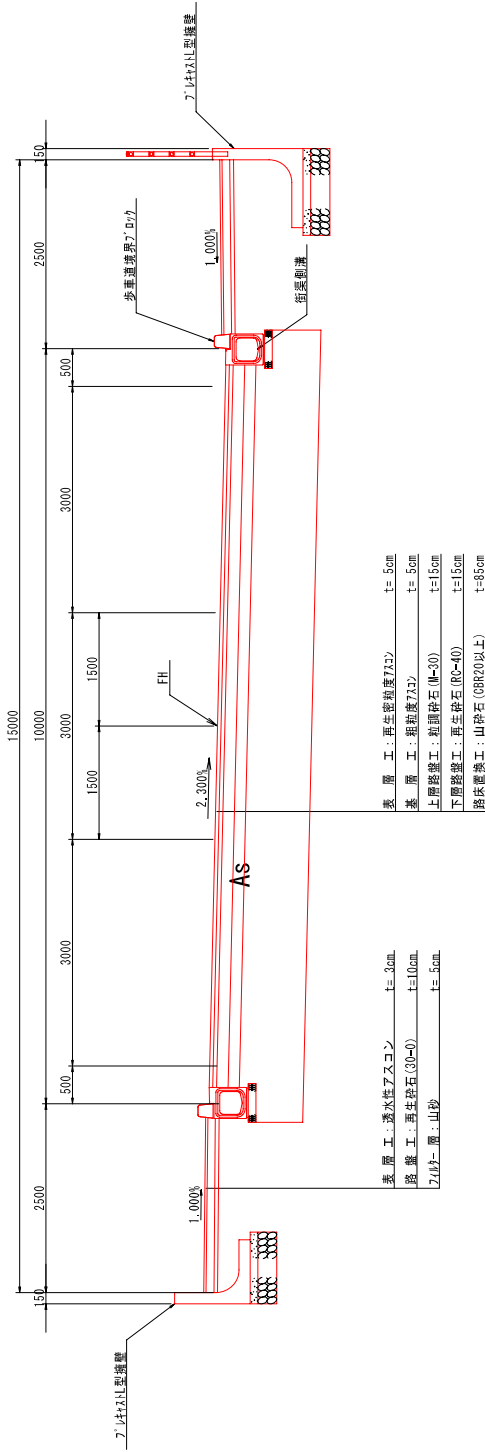 15000
150
2500
10000
2500
150
500
3000
3000
3000
500
1500
1500
プレキャストL型擁壁
FH
歩車道境界ブロック
プレキャストL型擁壁
1.000%
2.300%
1.000%
As
街渠側溝
表 層 工:透水性アスコン t= 3cm
路 盤 工:再生砕石(30-0) t=10cm
フィルター 層:山砂 t= 5cm
表 層 工:再生密粒度アスコン t= 5cm
基 層 工:粗粒度アスコン t= 5cm
上層路盤工:粒調砕石(M-30) t=15cm
下層路盤工:再生砕石(RC-40) t=15cm
路床置換工:山砕石(CBR20以上) t=85cm